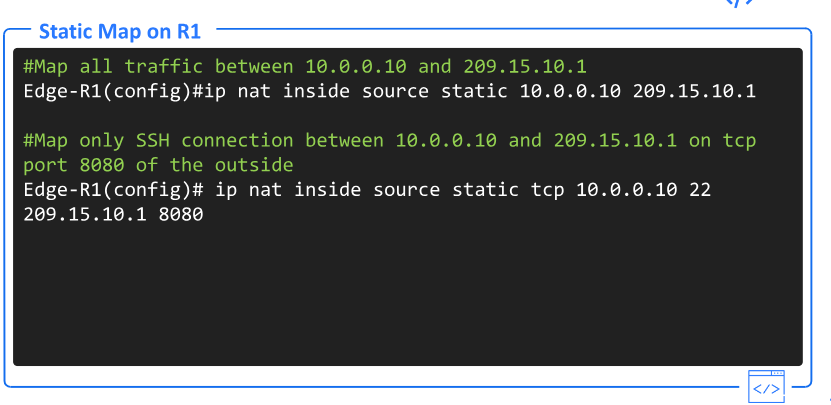 Static Map on R1
#Map all traffic between 10.0.0.10 and 209.15.10.1
Edge-R1(config)#ip nat inside source static 10.0.0.10 209.15.10.1
#Map only SSH connection between 10.0.0.10 and 209.15.10.1 on tcp
port 8080 of the outside
Edge-R1(config)# ip nat inside source static tcp 10.0.0.10 22
209.15.10.1 8080